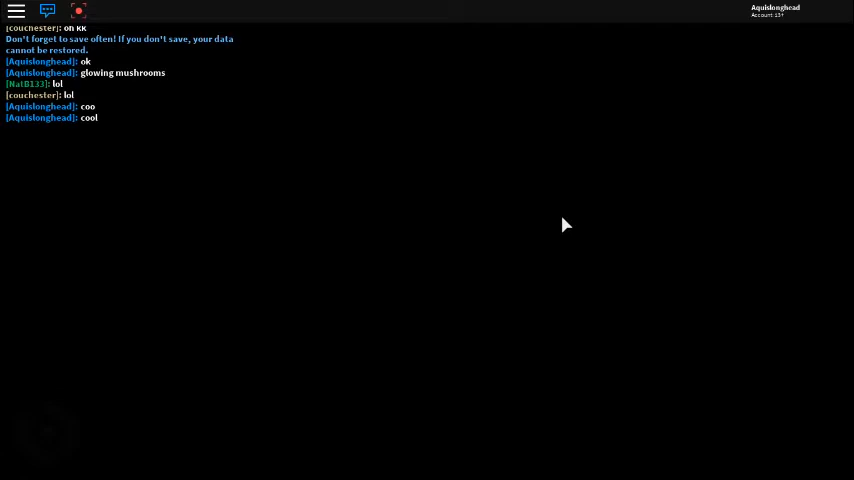 Aquislonghead
Account: 13+
[couchester]: oh kk
Don't forget to save often! If you don't save, your data
cannot be restored.
[Aquislonghead]: ok
[Aquislonghead]: glowing mushrooms
[NatB133]: lol
[couchester]: lol
[Aquislonghead]: coo
[Aquislonghead]: cool